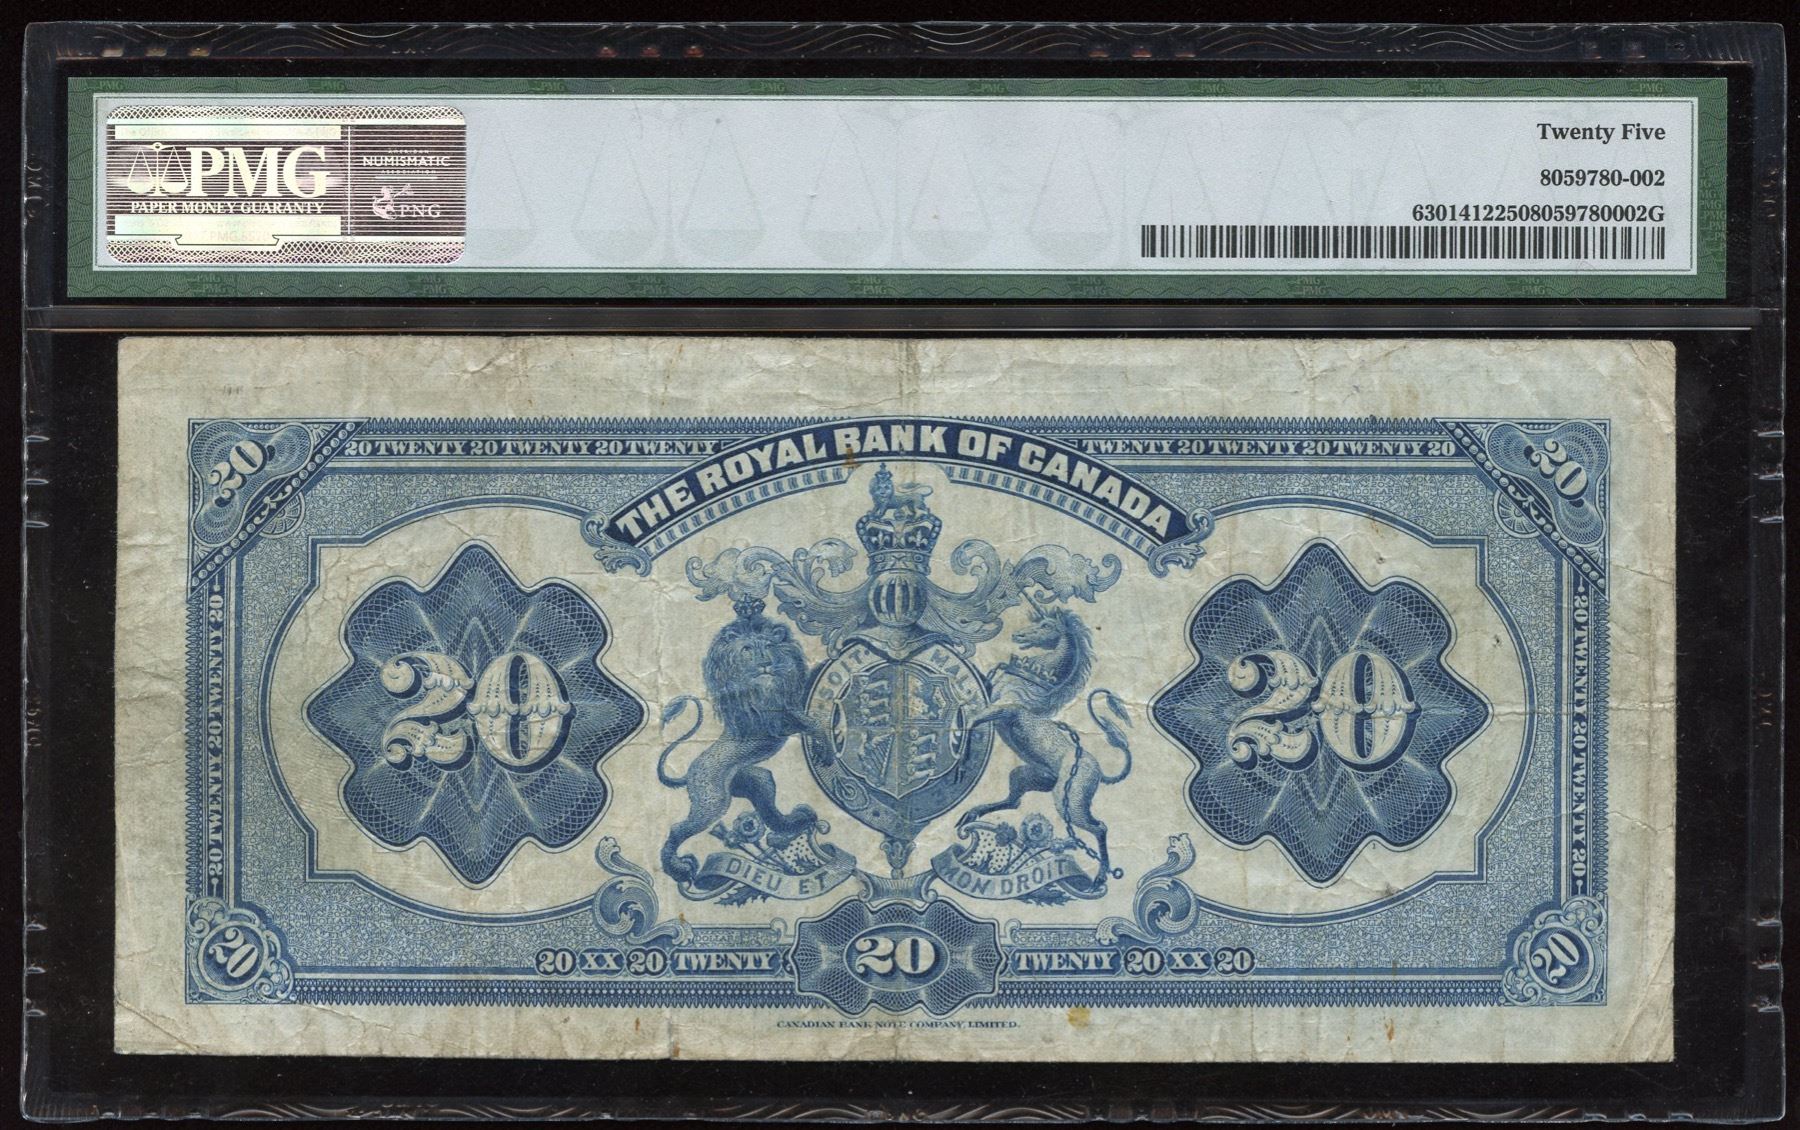 PMG
PAPER MONEY GUARANTY
AMERICAN
NUMISMATIC
ASSOCIATION
PNG
Twenty Five
8059780-002
63014122508059780002G
20 TWENTY 20 TWENTY 20 TWENTY
THE ROYAL BANK OF CANADA
TWENTY 20 TWENTY 20 TWENTY 20
20
20
20 TWENTY 20 TWENTY 20
20 TWENTY 20 TWENTY 20
20
20
SOIT
MAL
DIEU ET
MON DROIT
20
20
20 XX 20 TWENTY
20
TWENTY 20 XX 20
CANADIAN BANK NOTE COMPANY, LIMITED.